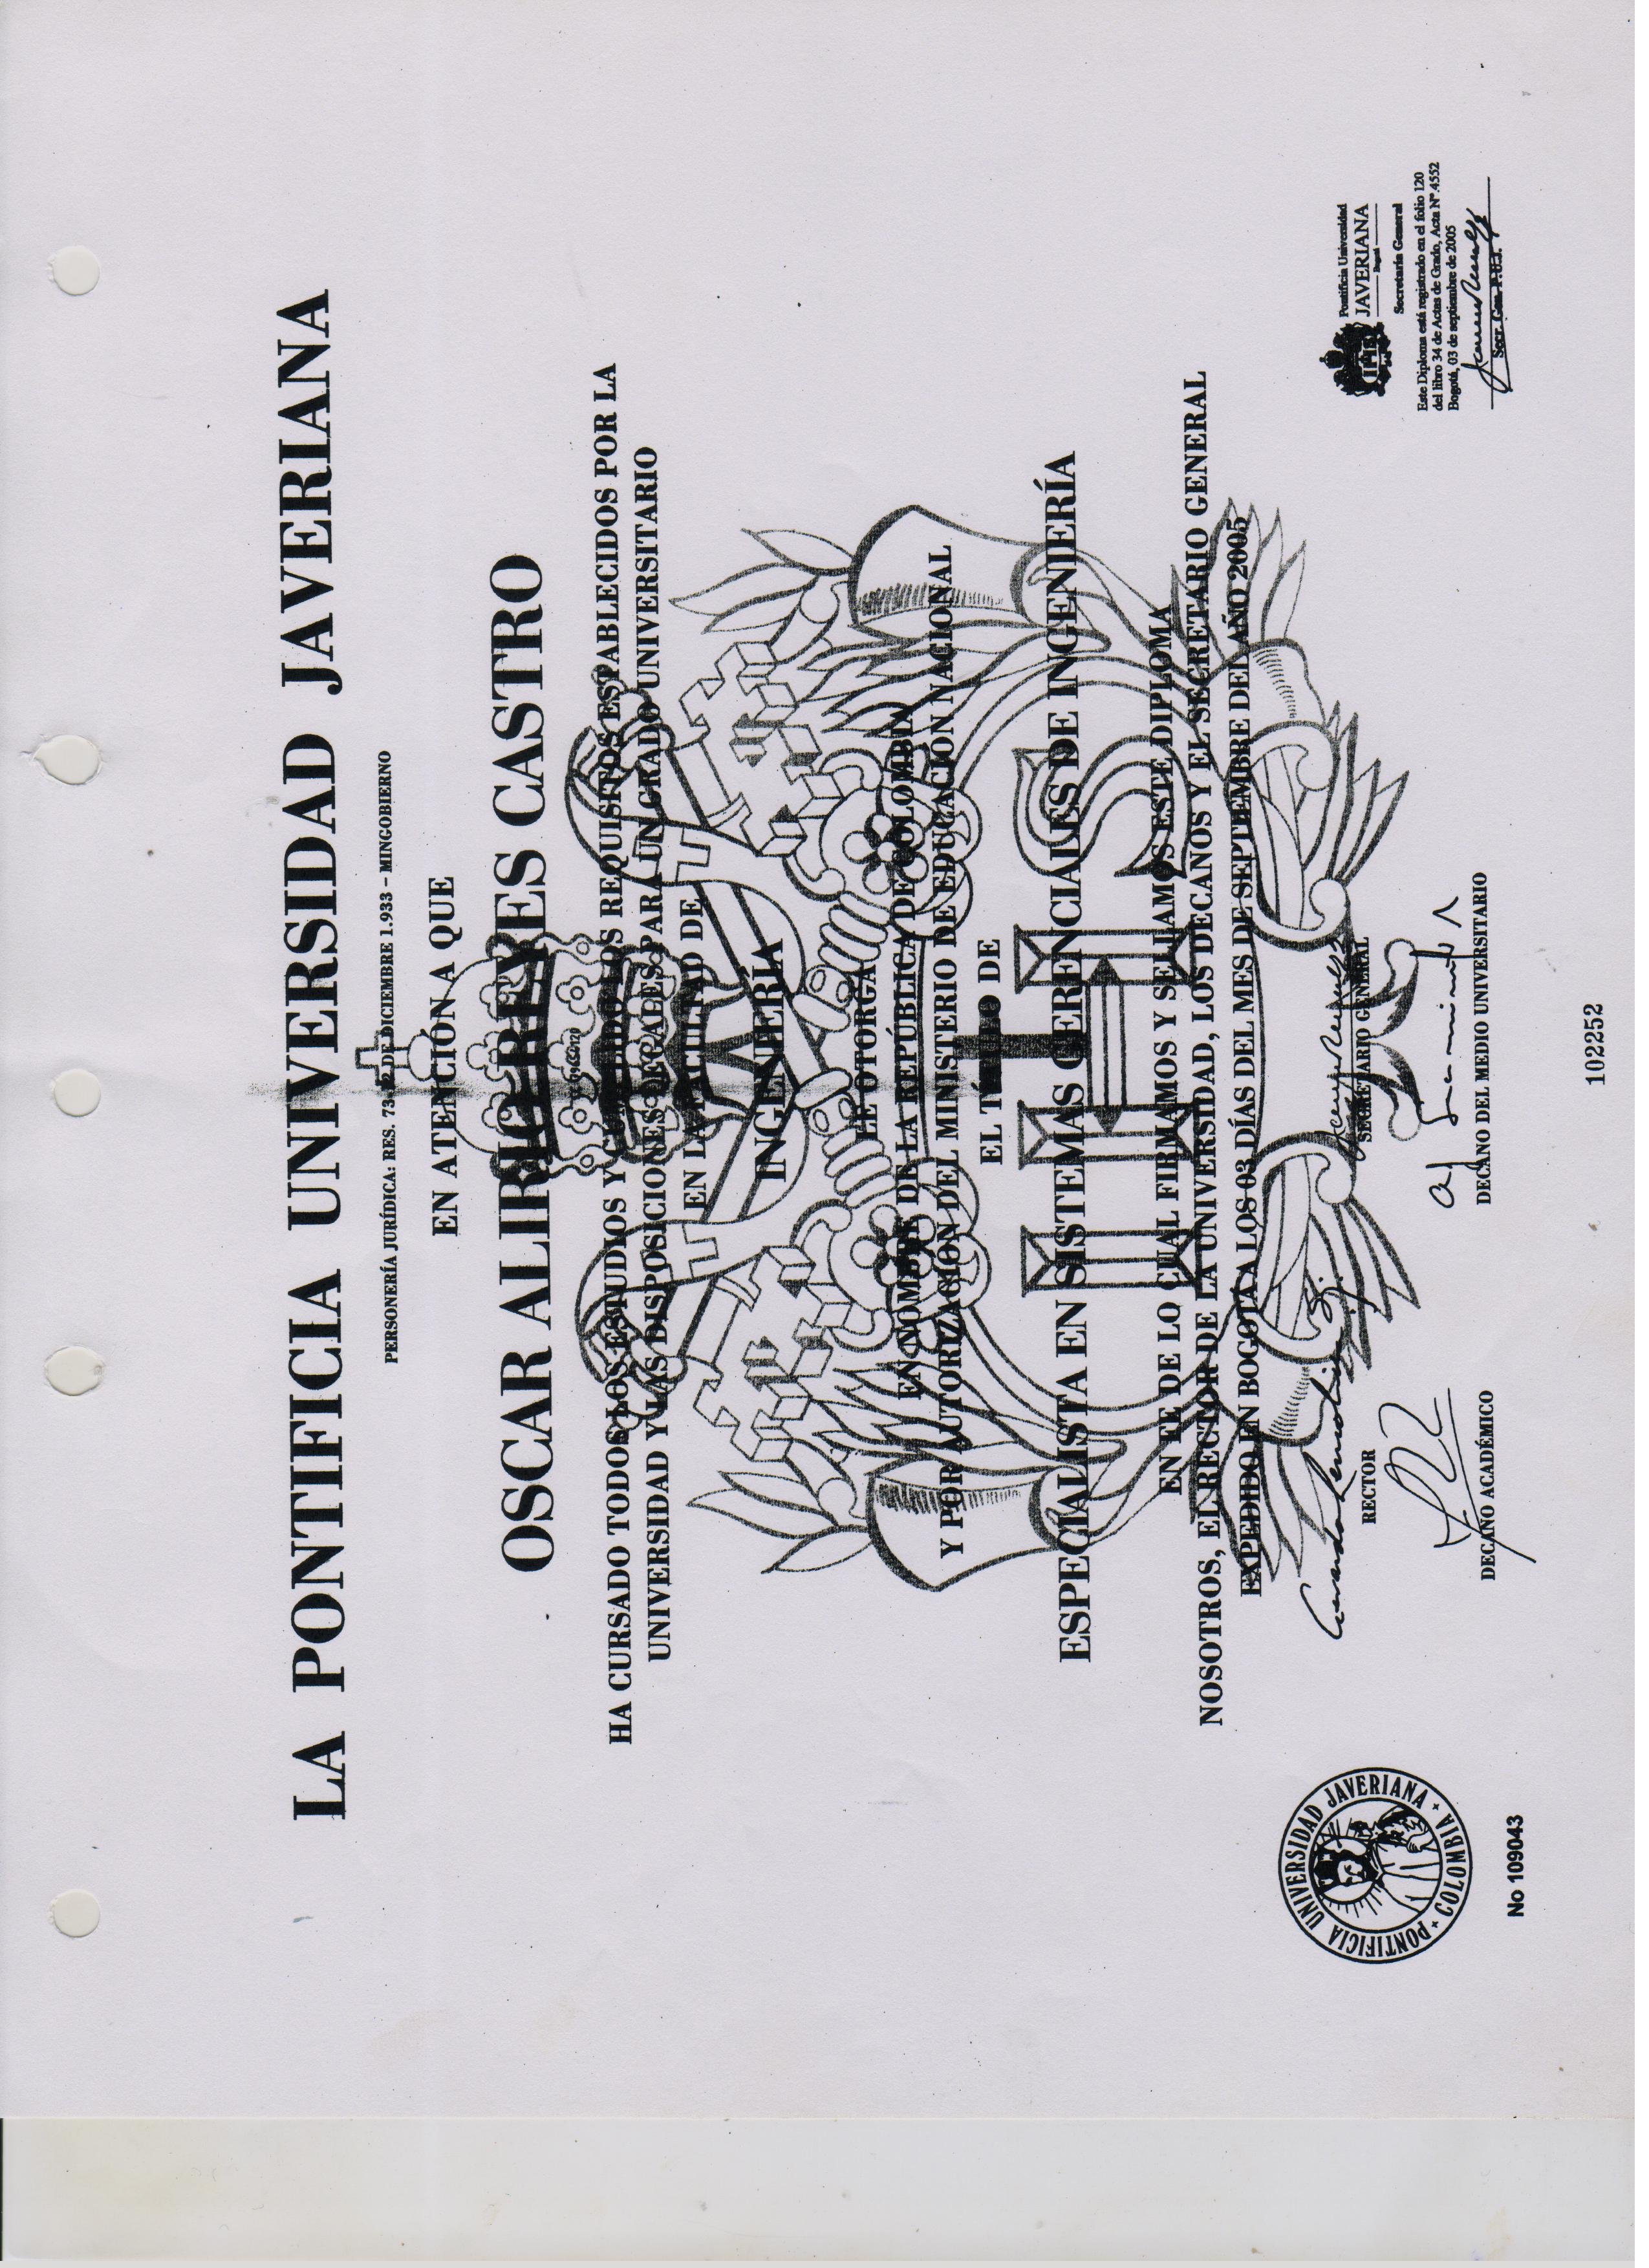 LA PONTIFICIA UNIVERSIDAD JAVERIANA
PERSONERÍA JURÍDICA: RES. 73- 12 DE DICIEMBRE 1.933 – MINGOBIERNO
EN ATENCIÓN A QUE
OSCAR ALIRIO REYES CASTRO
HA CURSADO TODOS LOS ESTUDIOS Y CUMPLIDO LOS REQUISITOS ESTABLECIDOS POR LA
UNIVERSIDAD Y LAS DISPOSICIONES LEGALES PARA UN GRADO UNIVERSITARIO
EN LA FACULTAD DE
INGENIERÍA
LE OTORGA
EN NOMBRE DE LA REPÚBLICA DE COLOMBIA
Y POR AUTORIZACIÓN DEL MINISTERIO DE EDUCACIÓN NACIONAL
EL TÍTULO DE
ESPECIALISTA EN SISTEMAS GERENCIALES DE INGENIERÍA
EN FE DE LO CUAL FIRMAMOS Y SELLAMOS ESTE DIPLOMA
NOSOTROS, EL RECTOR DE LA UNIVERSIDAD, LOS DECANOS Y EL SECRETARIO GENERAL
EXPEDIDO EN BOGOTÁ A LOS 03 DÍAS DEL MES DE SEPTIEMBRE DEL AÑO 2005
RECTOR
SECRETARIO GENERAL
DECANO ACADÉMICO
DECANO DEL MEDIO UNIVERSITARIO
PONTIFICIA UNIVERSIDAD JAVERIANA • COLOMBIA •
No 109043
Pontificia Universidad
JAVERIANA
Bogotá
Secretaría General
Este Diploma está registrado en el folio 120
del libro 34 de Actas de Grado, Acta Nº.4552
Bogotá, 03 de septiembre de 2005
Secr. Gen. P.U.J.
102252